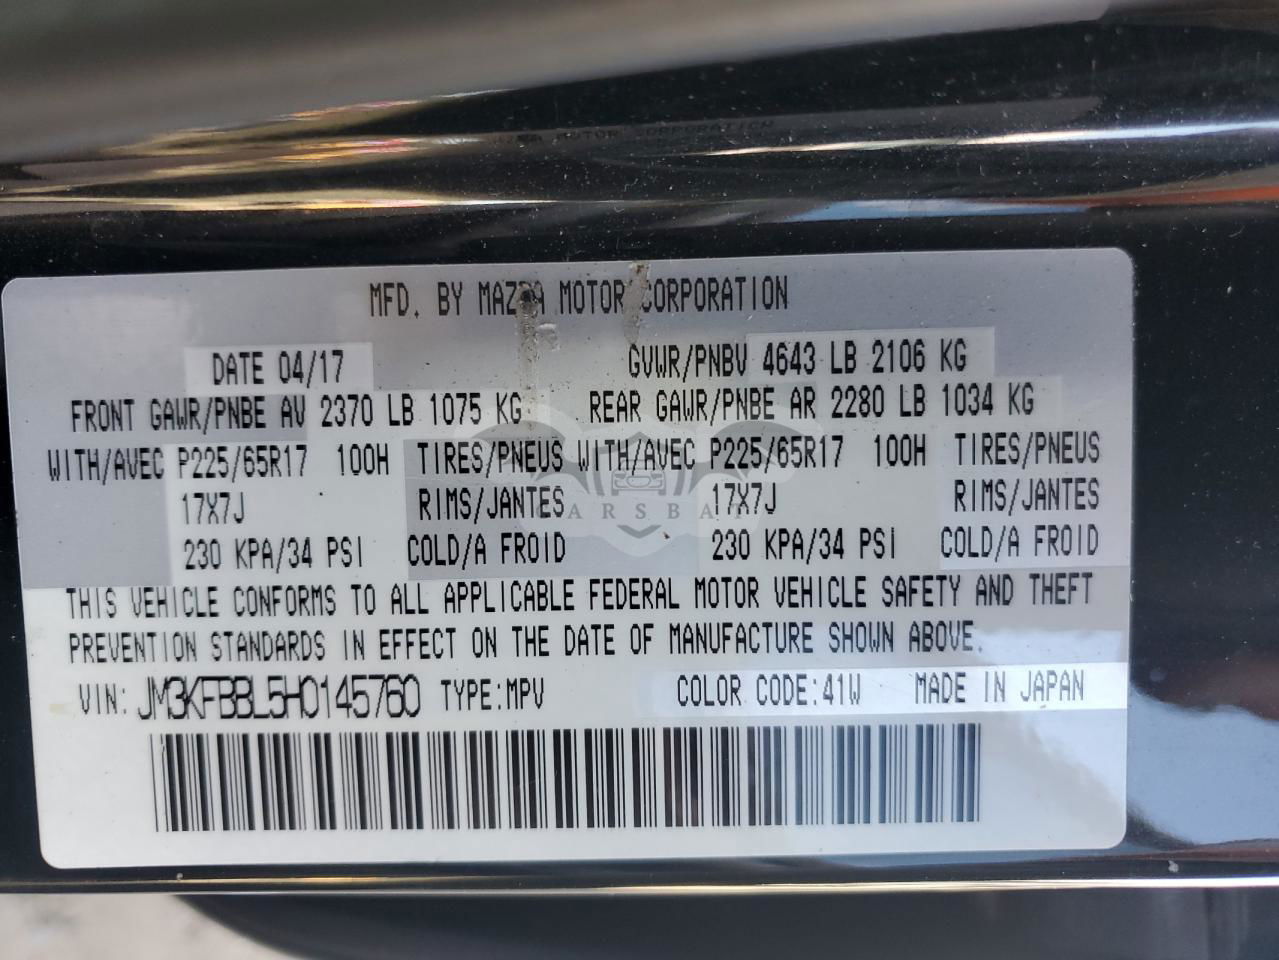 MFD. BY MAZDA MOTOR CORPORATION
DATE 04/17 GVWR/PNBV 4643 LB 2106 KG
FRONT GAWR/PNBE AV 2370 LB 1075 KG REAR GAWR/PNBE AR 2280 LB 1034 KG
WITH/AVEC P225/65R17 100H TIRES/PNEUS WITH/AVEC P225/65R17 100H TIRES/PNEUS
17X7J RIMS/JANTES 17X7J RIMS/JANTES
CARSBAT
230 KPA/34 PSI COLD/A FROID 230 KPA/34 PSI COLD/A FROID
THIS VEHICLE CONFORMS TO ALL APPLICABLE FEDERAL MOTOR VEHICLE SAFETY AND THEFT
PREVENTION STANDARDS IN EFFECT ON THE DATE OF MANUFACTURE SHOWN ABOVE.
VIN: JM3KFBBL5H0145760 TYPE:MPV COLOR CODE:41W MADE IN JAPAN